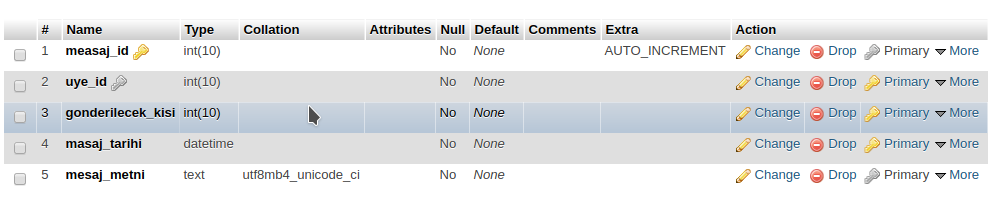 # Name Type Collation Attributes Null Default Comments Extra Action
1 measaj_id int(10) No None AUTO_INCREMENT Change Drop Primary More
2 uye_id int(10) No None Change Drop Primary More
3 gonderilecek_kisi int(10) No None Change Drop Primary More
4 masaj_tarihi datetime No None Change Drop Primary More
5 mesaj_metni text utf8mb4_unicode_ci No None Change Drop Primary More